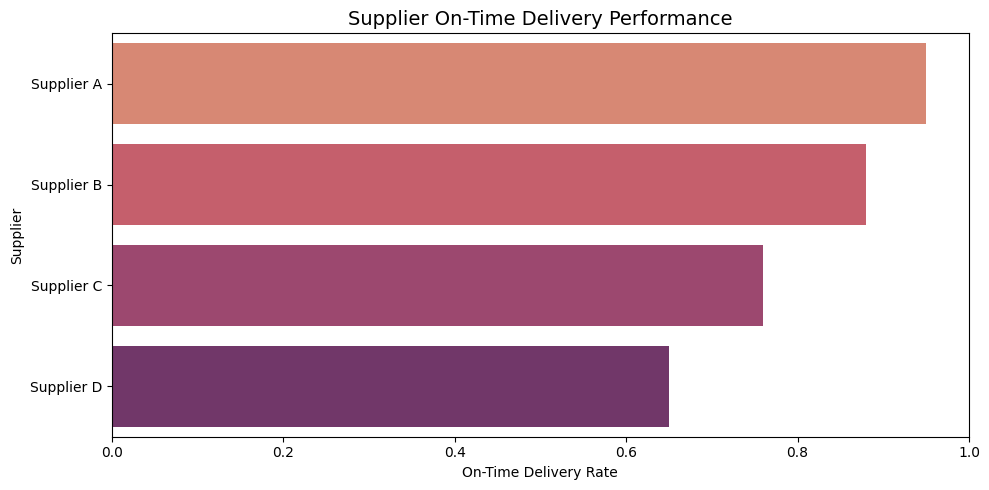 Supplier On-Time Delivery Performance
Supplier A
Supplier B
Supplier C
Supplier D
Supplier
0.0 0.2 0.4 0.6 0.8 1.0
On-Time Delivery Rate